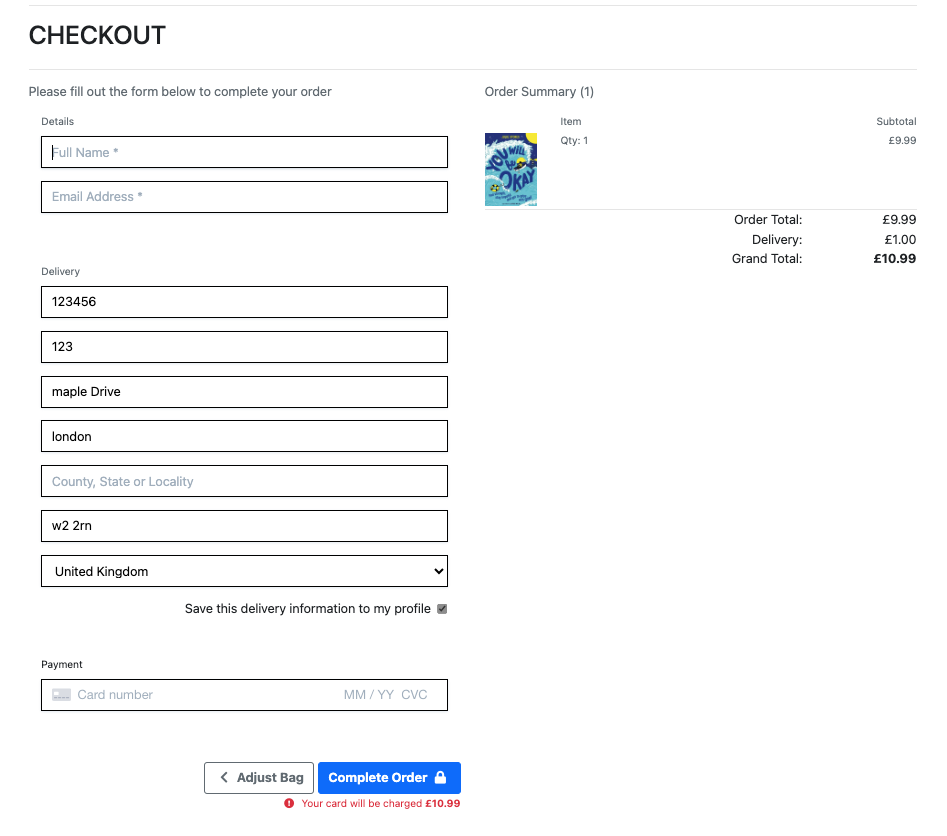 CHECKOUT
Please fill out the form below to complete your order
Details
Full Name *
Email Address *
Delivery
123456
123
maple Drive
london
County, State or Locality
w2 2rn
United Kingdom
Save this delivery information to my profile
Payment
Card number MM / YY CVC
Adjust Bag Complete Order
Your card will be charged £10.99
Order Summary (1)
Item Subtotal
Qty: 1 £9.99
YOU WILL
BE
OKAY
Order Total: £9.99
Delivery: £1.00
Grand Total: £10.99